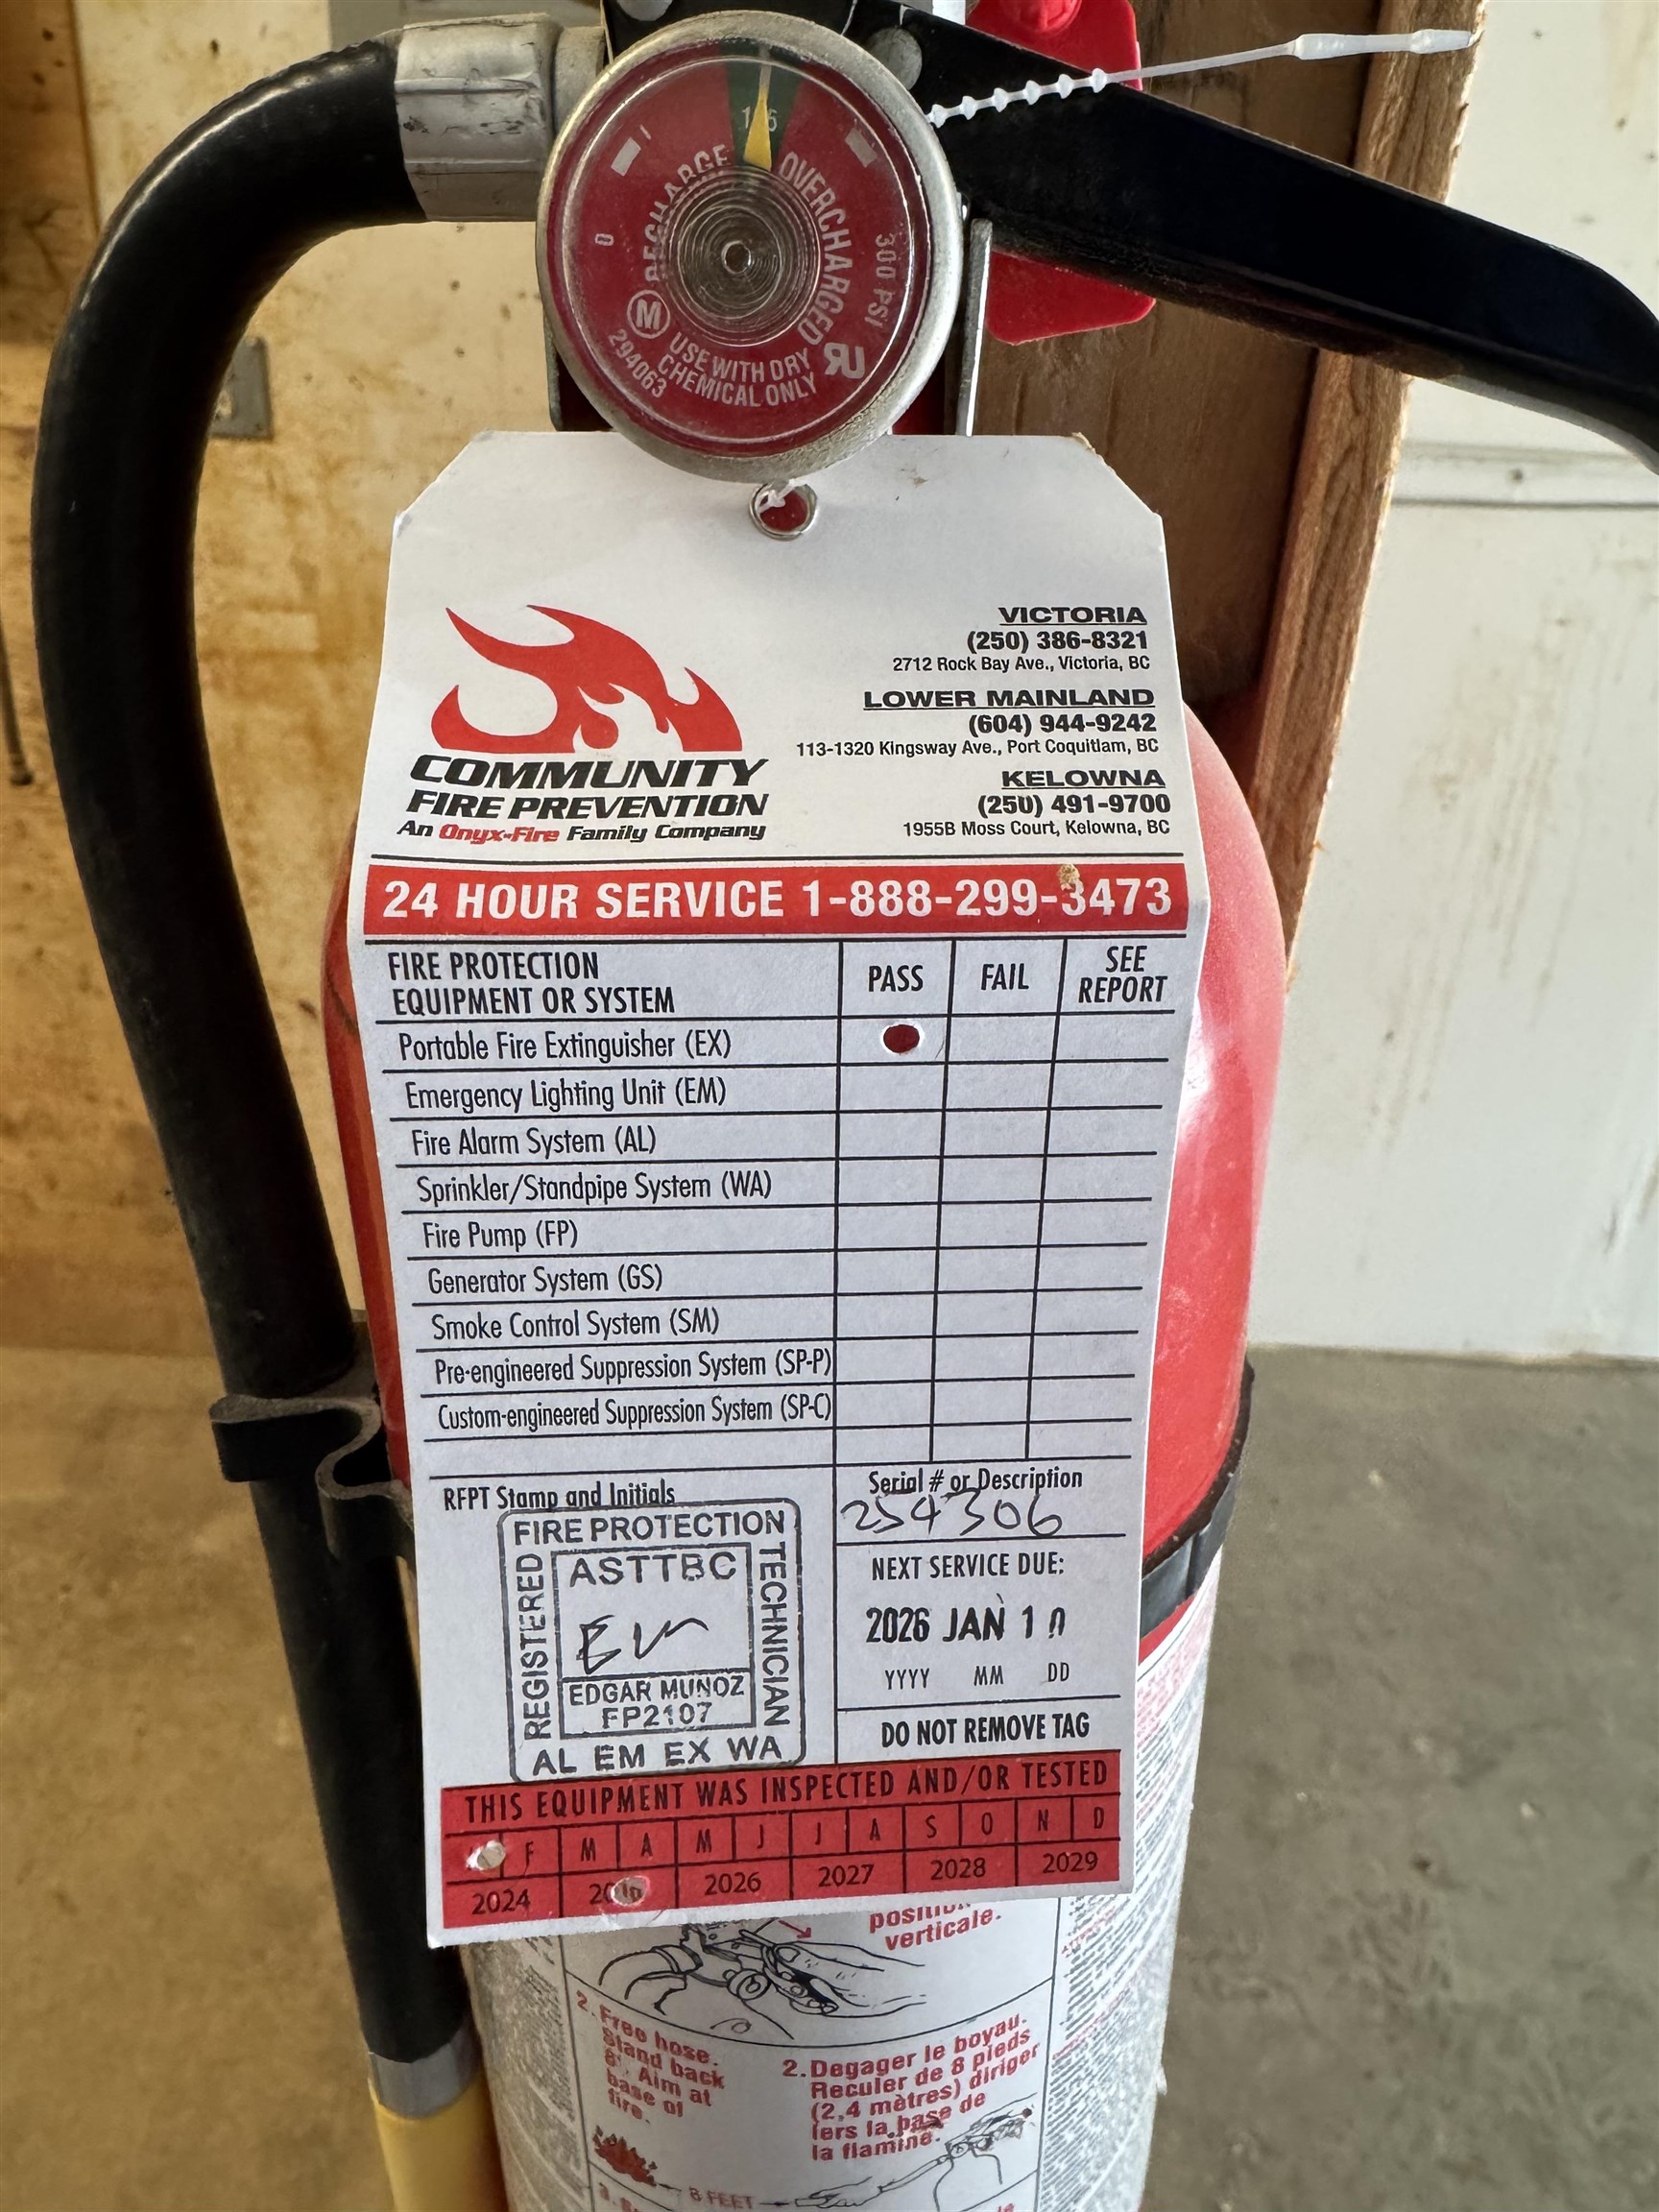 RECHARGE
OVERCHARGED
0
300 PSI
M
294063
USE WITH DRY
CHEMICAL ONLY
UR
VICTORIA
(250) 386-8321
2712 Rock Bay Ave., Victoria, BC
LOWER MAINLAND
(604) 944-9242
113-1320 Kingsway Ave., Port Coquitlam, BC
KELOWNA
(250) 491-9700
1955B Moss Court, Kelowna, BC
COMMUNITY
FIRE PREVENTION
An Onyx-Fire Family Company
24 HOUR SERVICE 1-888-299-3473
FIRE PROTECTION
EQUIPMENT OR SYSTEM
PASS
FAIL
SEE
REPORT
Portable Fire Extinguisher (EX)
Emergency Lighting Unit (EM)
Fire Alarm System (AL)
Sprinkler/Standpipe System (WA)
Fire Pump (FP)
Generator System (GS)
Smoke Control System (SM)
Pre-engineered Suppression System (SP-P)
Custom-engineered Suppression System (SP-C)
RFPT Stamp and Initials
REGISTERED
FIRE PROTECTION
TECHNICIAN
ASTTBC
EM
EDGAR MUNOZ
FP2107
AL EM EX WA
Serial # or Description
254306
NEXT SERVICE DUE:
2026 JAN 10
YYYY MM DD
DO NOT REMOVE TAG
THIS EQUIPMENT WAS INSPECTED AND/OR TESTED
F M A M J J A S O N D
2024 2026 2027 2028 2029
position
verticale.
2. Free hose.
Stand back
8'. Aim at
base of
fire.
2. Degager le boyau.
Reculer de 8 pieds
(2,4 mètres) diriger
lers la base de
la flamine.
8 FEET